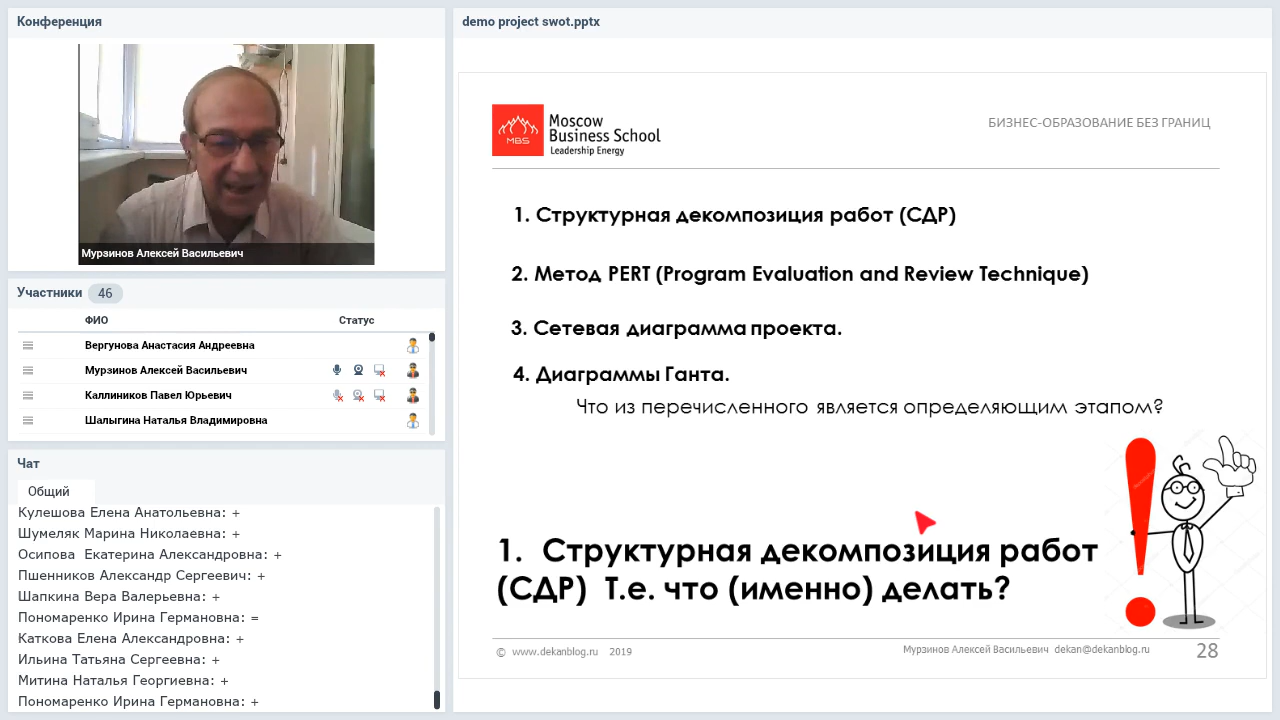 Конференция
Мурзинов Алексей Васильевич
Участники 46
ФИО Статус
Вергунова Анастасия Андреевна
Мурзинов Алексей Васильевич
Каллиников Павел Юрьевич
Шалыгина Наталья Владимировна
Чат
Общий
Кулешова Елена Анатольевна: +
Шумеляк Марина Николаевна: +
Осипова  Екатерина Александровна: +
Пшенников Александр Сергеевич: +
Шапкина Вера Валерьевна: +
Пономаренко Ирина Германовна: =
Каткова Елена Александровна: +
Ильина Татьяна Сергеевна: +
Митина Наталья Георгиевна: +
Пономаренко Ирина Германовна: +
demo project swot.pptx
MBS
Moscow
Business School
Leadership Energy
БИЗНЕС-ОБРАЗОВАНИЕ БЕЗ ГРАНИЦ
1. Структурная декомпозиция работ (СДР)
2. Метод PERT (Program Evaluation and Review Technique)
3. Сетевая диаграмма проекта.
4. Диаграммы Ганта.
Что из перечисленного является определяющим этапом?
1. Структурная декомпозиция работ
(СДР) Т.е. что (именно) делать?
© www.dekanblog.ru 2019
Мурзинов Алексей Васильевич dekan@dekanblog.ru 28